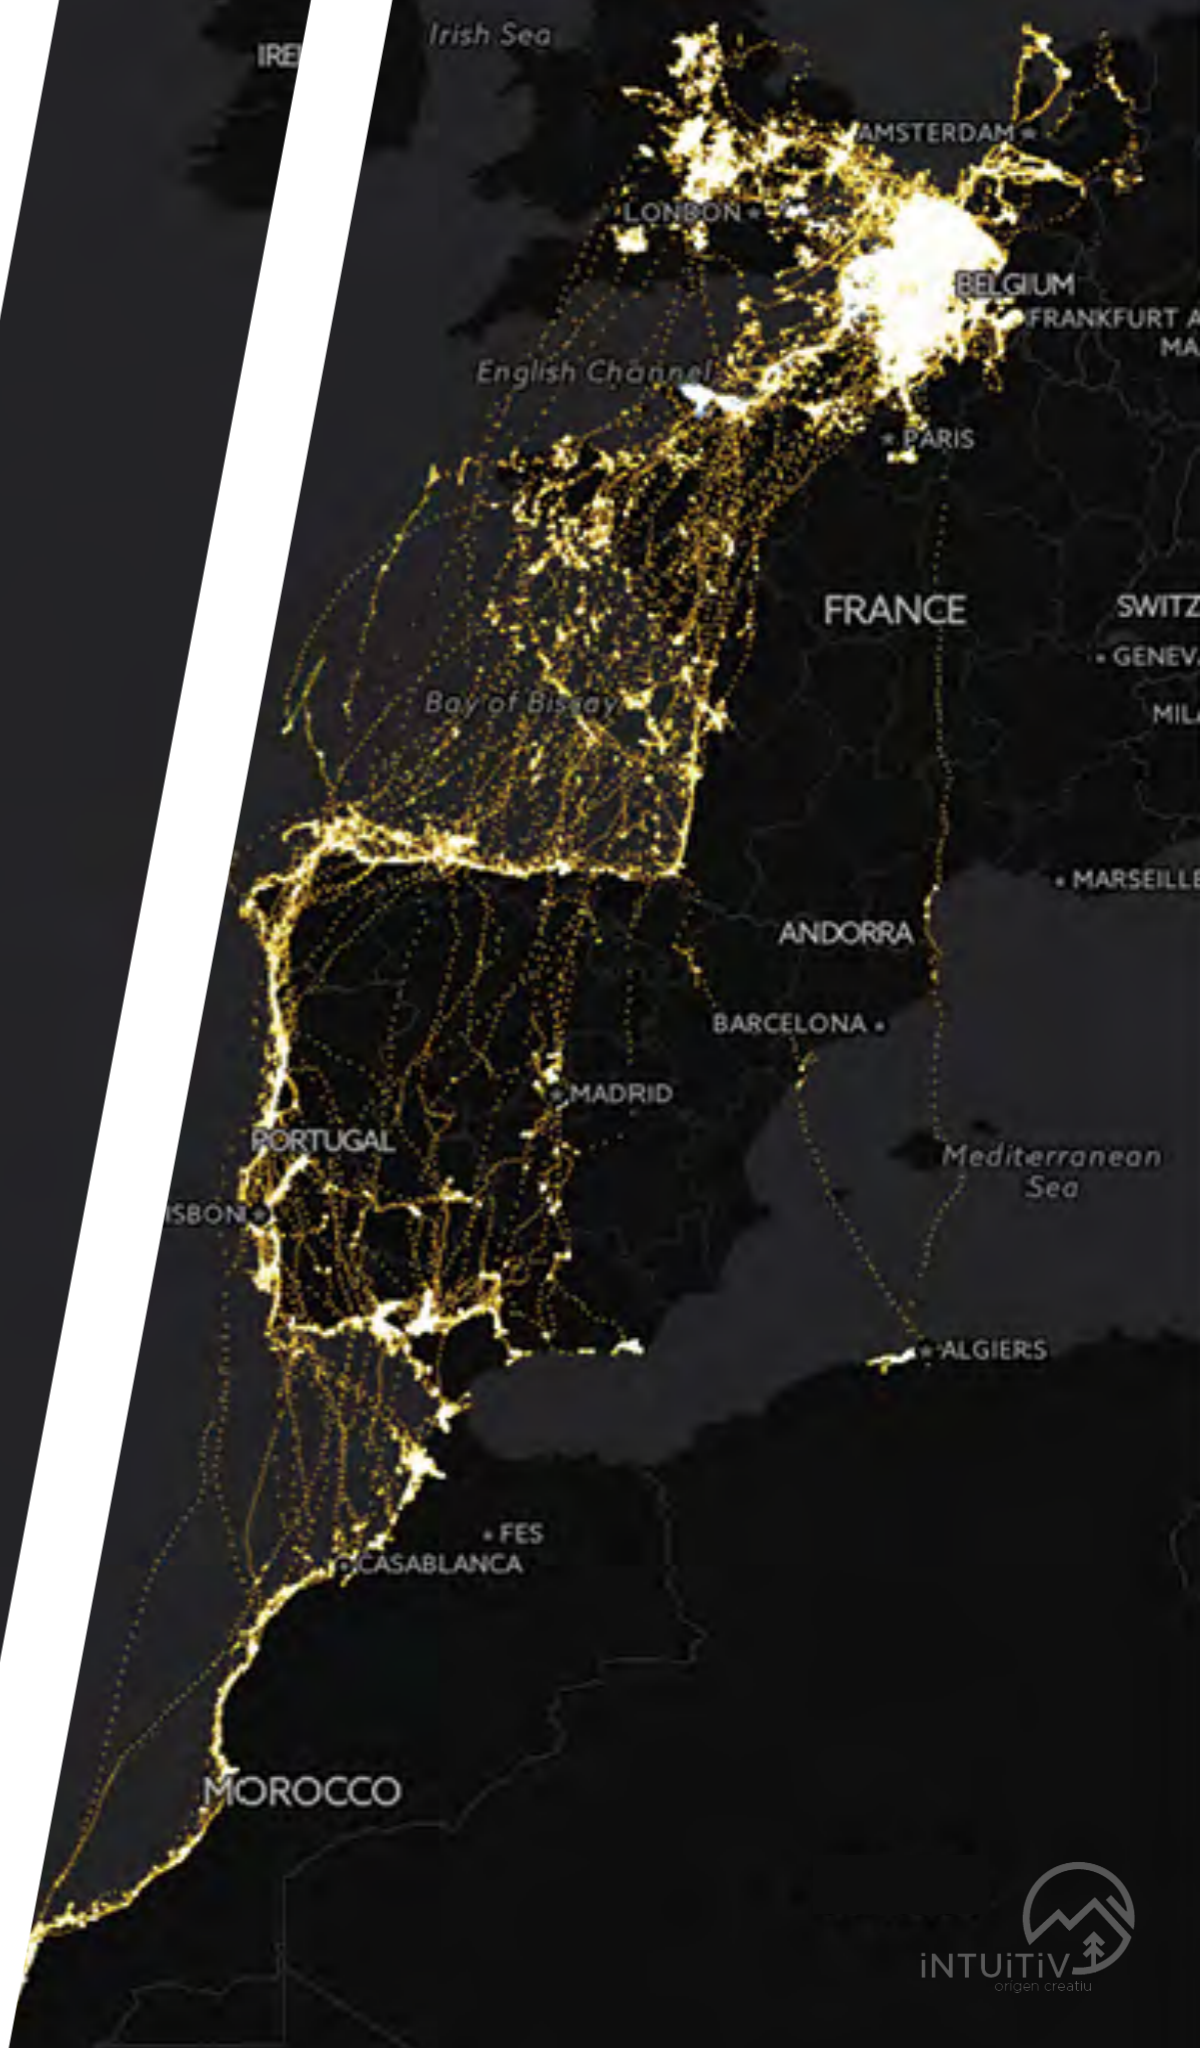 Irish Sea
IRE
AMSTERDAM
LONDON
BELGIUM
FRANKFURT A
MA
English Channel
PARIS
FRANCE
SWITZ
GENEV
MIL
Bay of Biscay
MARSEILLE
ANDORRA
BARCELONA
MADRID
PORTUGAL
Mediterranean
Sea
ISBON
ALGIERS
FES
CASABLANCA
MOROCCO
iNTUiTiV
origen creatiu